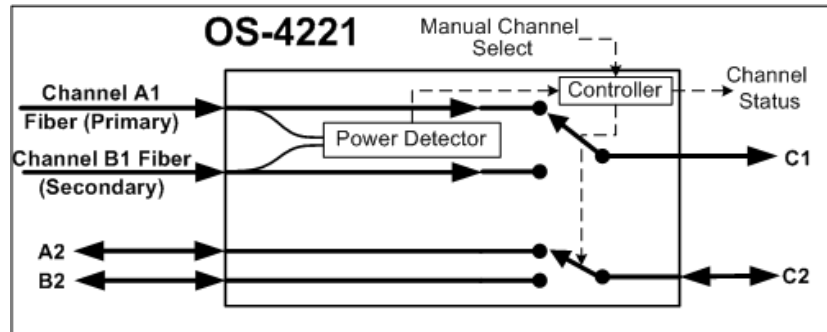 OS-4221
Manual Channel
Select
Channel
Status
Controller
Channel A1
Fiber (Primary)
Power Detector
Channel B1 Fiber
(Secondary)
C1
A2
B2
C2